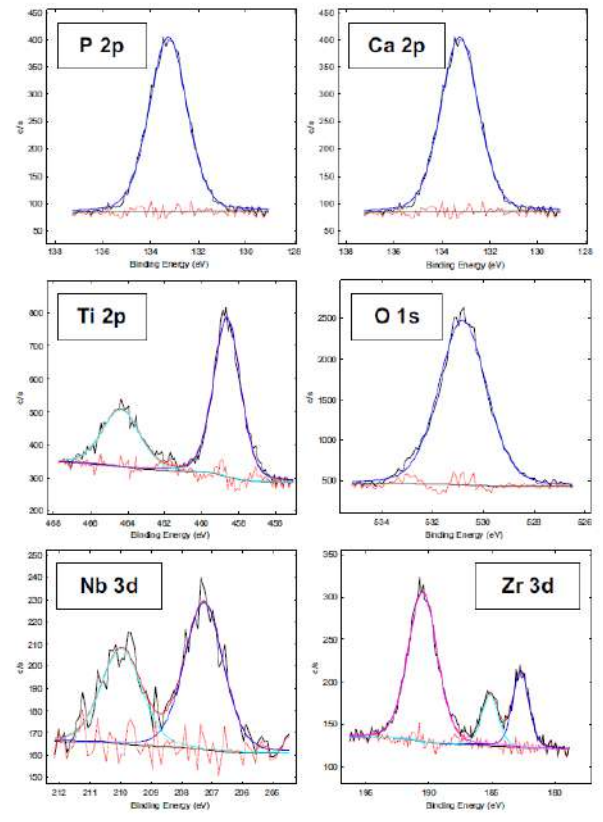 P 2p
c/s
450
400
350
300
250
200
150
100
50
138 136 134 132 130 128
Binding Energy (eV)
Ca 2p
c/s
450
400
350
300
250
200
150
100
50
138 136 134 132 130 128
Binding Energy (eV)
Ti 2p
c/s
800
700
600
500
400
300
200
468 466 464 462 460 458 456
Binding Energy (eV)
O 1s
c/s
2500
2000
1500
1000
500
534 532 530 528 526
Binding Energy (eV)
Nb 3d
c/s
250
240
230
220
210
200
190
180
170
160
150
212 211 210 209 208 207 206 205
Binding Energy (eV)
Zr 3d
c/s
350
300
250
200
150
100
195 190 185 180
Binding Energy (eV)